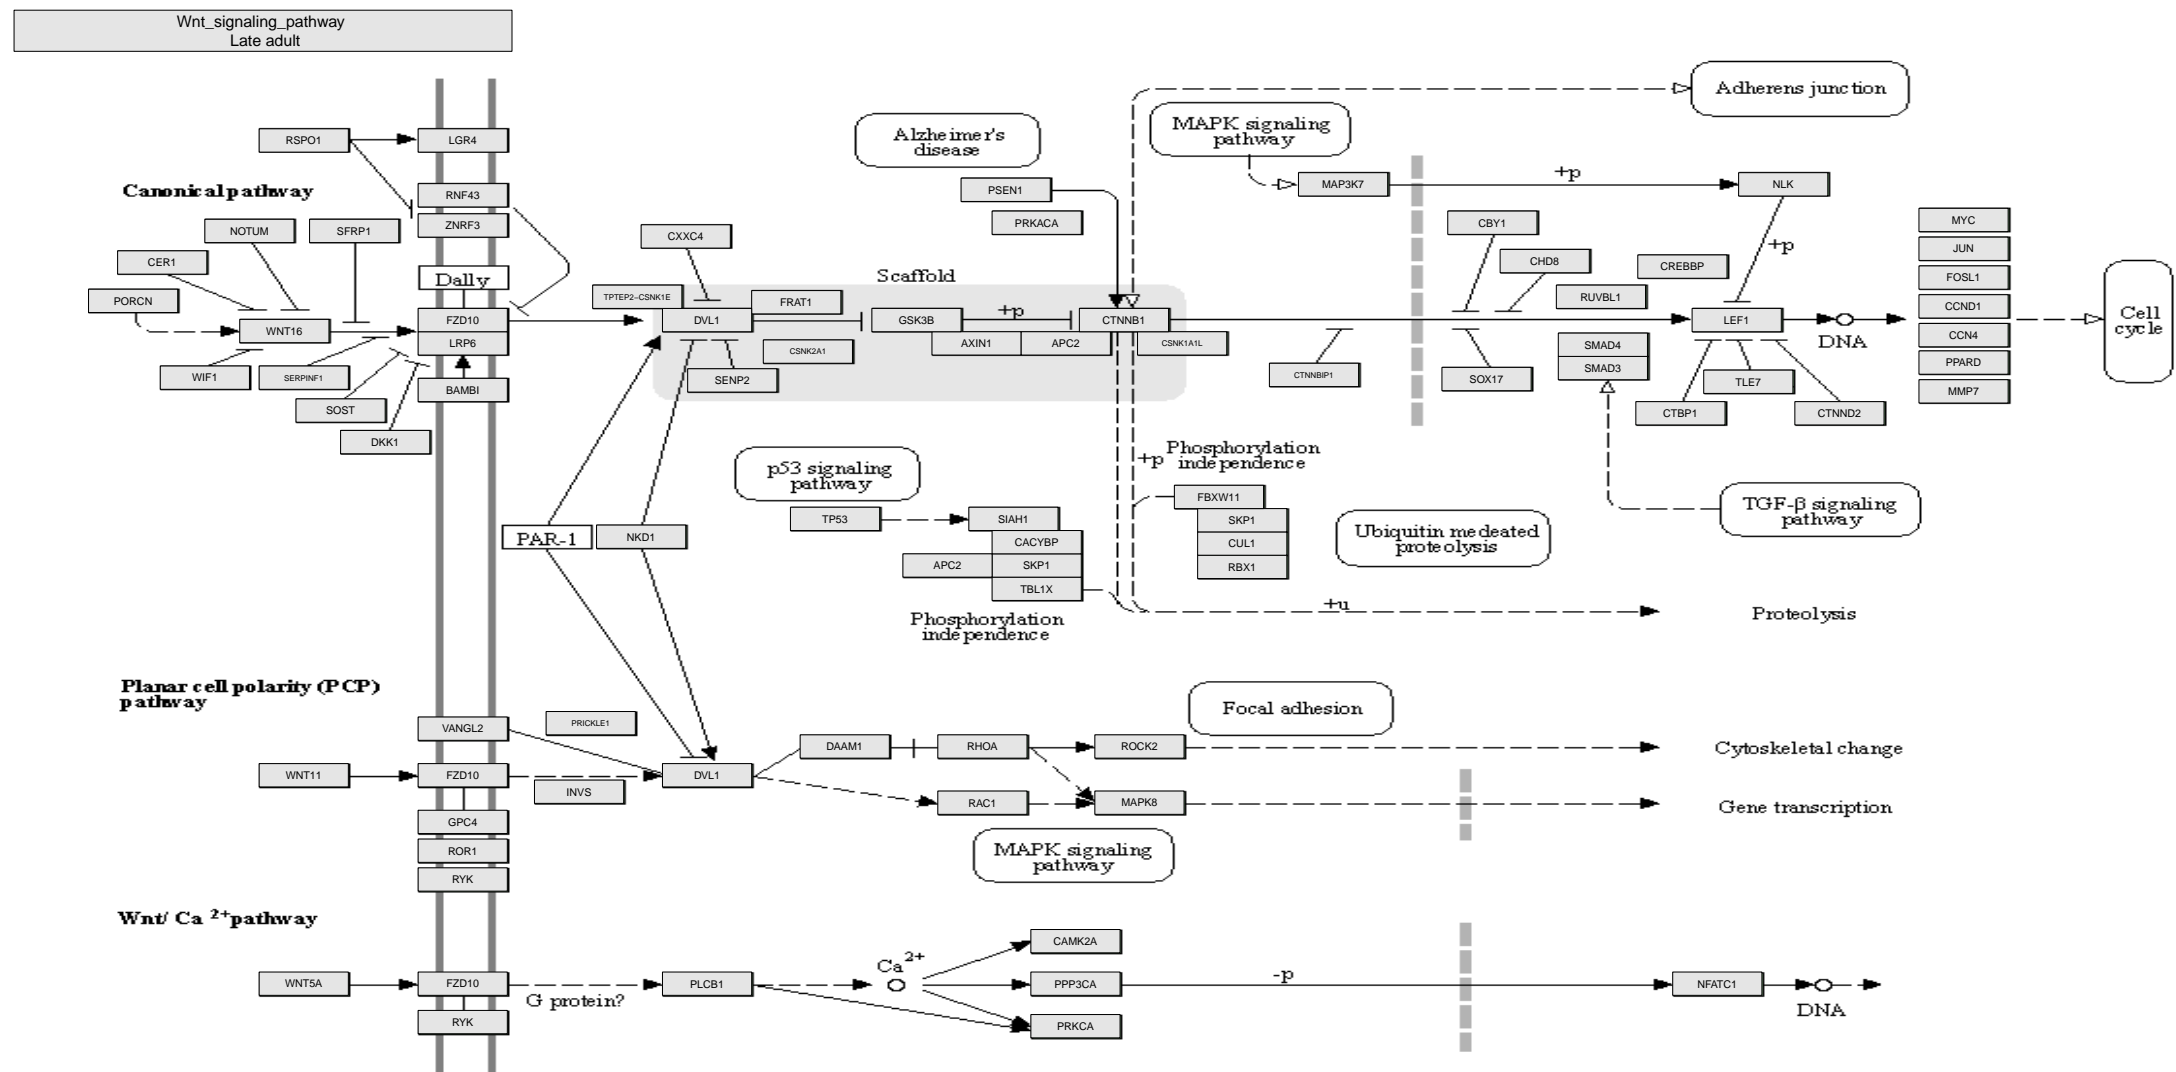 Wnt_signaling_pathway
Late adult
Adherens junction
MAPK signaling
pathway
Alzheimer's
disease
RSPO1
LGR4
Canonical pathway
RNF43
ZNRF3
PSEN1
PRKACA
MAP3K7
+p
NLK
NOTUM
SFRP1
CXXC4
CBY1
MYC
JUN
FOSL1
CCND1
CCN4
PPARD
MMP7
+p
CER1
Dally
Scaffold
CHD8
CREBBP
PORCN
TPTEP2-CSNK1E
FRAT1
RUVBL1
Cell
cycle
WNT16
FZD10
LRP6
DVL1
GSK3B
+p
CTNNB1
LEF1
DNA
AXIN1
APC2
CSNK1A1L
CSNK2A1
SMAD4
SMAD3
WIF1
SERPINF1
BAMBI
SENP2
CTNNBIP1
SOX17
TLE7
SOST
CTBP1
CTNND2
DKK1
p53 signaling
pathway
+p
Phosphorylation
independence
FBXW11
SKP1
CUL1
RBX1
TGF-β signaling
pathway
TP53
SIAH1
CACYBP
APC2
SKP1
TBL1X
Ubiquitin medeated
proteolysis
PAR-1
NKD1
Phosphorylation
independence
+u
Proteolysis
Planar cell polarity (PCP)
pathway
Focal adhesion
VANGL2
PRICKLE1
DAAM1
RHOA
ROCK2
Cytoskeletal change
WNT11
FZD10
INVS
DVL1
RAC1
MAPK8
Gene transcription
GPC4
ROR1
RYK
MAPK signaling
pathway
Wnt/ Ca 2+ pathway
CAMK2A
Ca2+
WNT5A
FZD10
G protein?
PLCB1
PPP3CA
-p
NFATC1
DNA
RYK
PRKCA